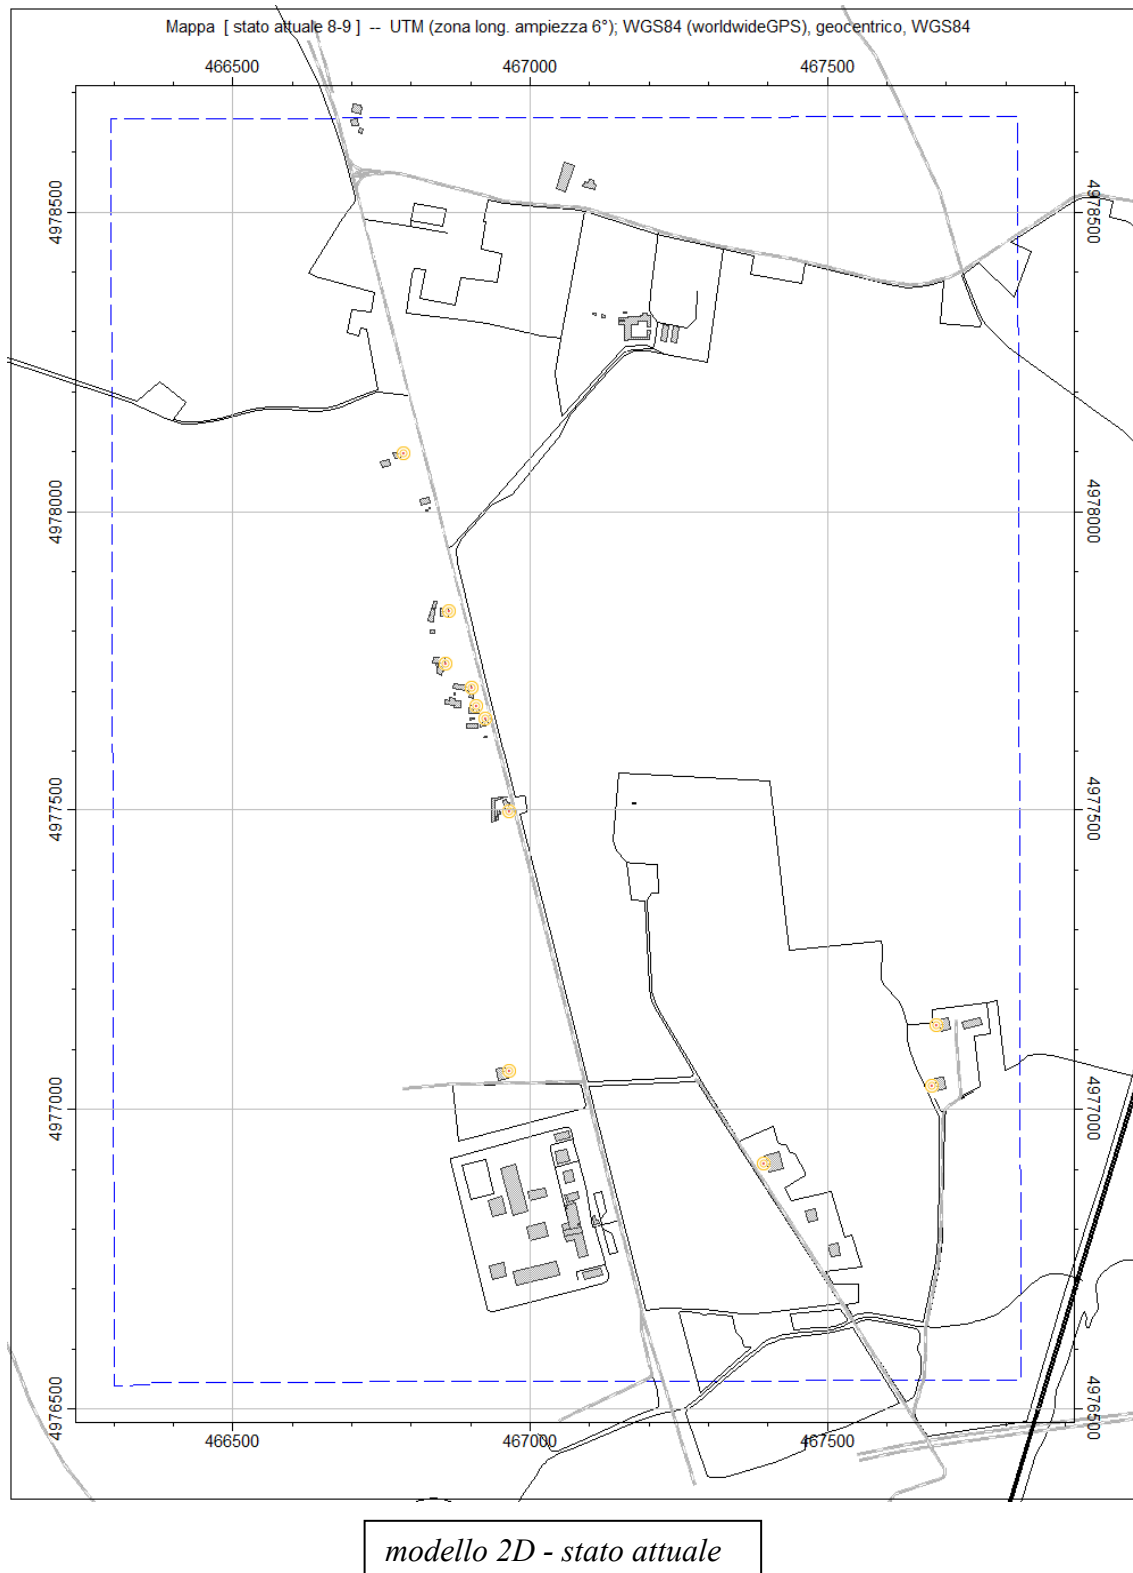 Mappa [ stato attuale 8-9 ] -- UTM (zona long. ampiezza 6°); WGS84 (worldwideGPS), geocentrico, WGS84
466500 467000 467500
4978500 4978500
4978000 4978000
4977500 4977500
4977000 4977000
4976500 4976500
466500 467000 467500
modello 2D - stato attuale